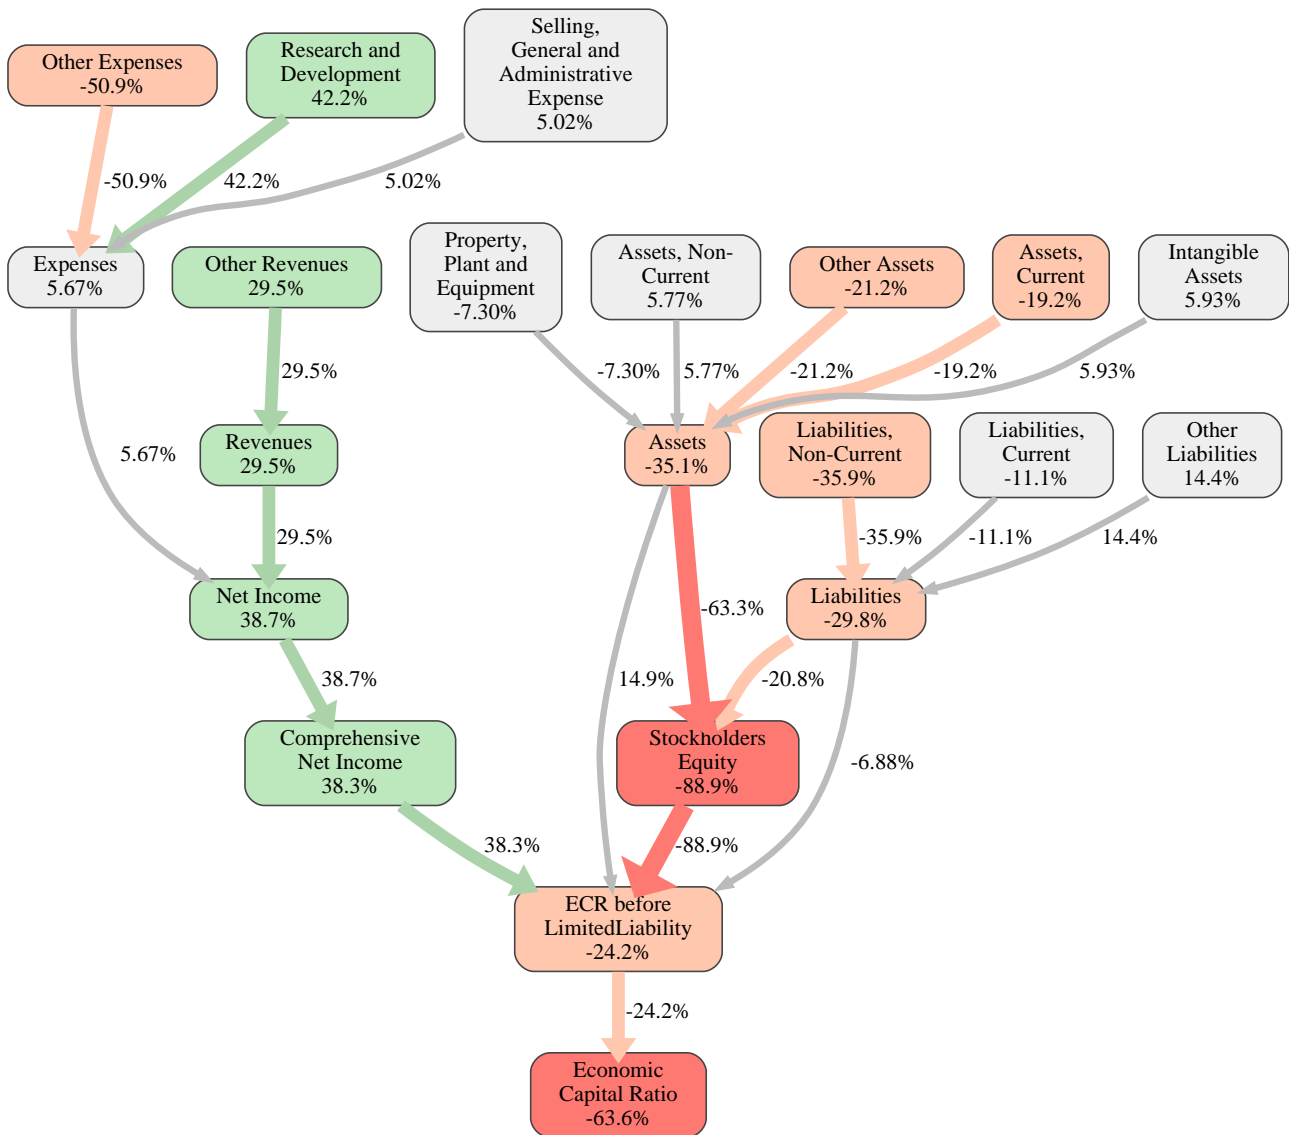 Other Expenses
-50.9%
Research and
Development
42.2%
Selling,
General and
Administrative
Expense
5.02%
-50.9%
42.2%
5.02%
Expenses
5.67%
Other Revenues
29.5%
Property,
Plant and
Equipment
-7.30%
Assets, Non-
Current
5.77%
Other Assets
-21.2%
Assets,
Current
-19.2%
Intangible
Assets
5.93%
29.5%
-7.30%
5.77%
-21.2%
-19.2%
5.93%
5.67%
Revenues
29.5%
Assets
-35.1%
Liabilities,
Non-Current
-35.9%
Liabilities,
Current
-11.1%
Other
Liabilities
14.4%
29.5%
-35.9%
-11.1%
14.4%
Net Income
38.7%
-63.3%
Liabilities
-29.8%
38.7%
14.9%
-20.8%
Comprehensive
Net Income
38.3%
Stockholders
Equity
-88.9%
-6.88%
38.3%
-88.9%
ECR before
LimitedLiability
-24.2%
-24.2%
Economic
Capital Ratio
-63.6%